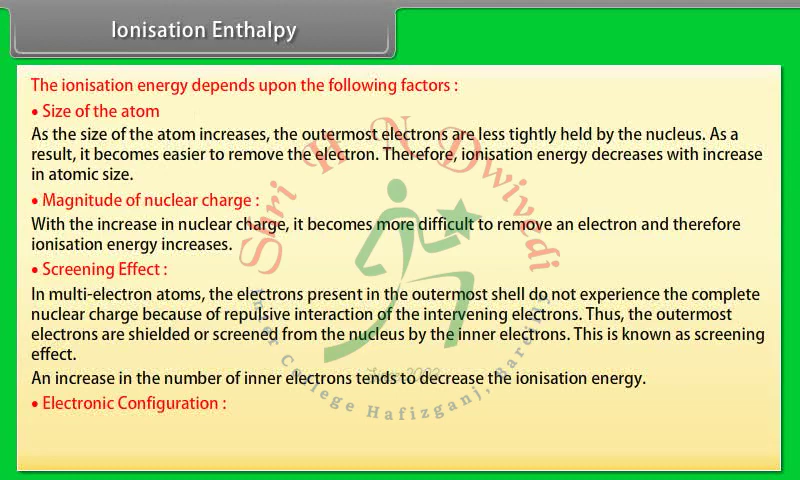 Ionisation Enthalpy
The ionisation energy depends upon the following factors :
• Size of the atom
As the size of the atom increases, the outermost electrons are less tightly held by the nucleus. As a
result, it becomes easier to remove the electron. Therefore, ionisation energy decreases with increase
in atomic size.
• Magnitude of nuclear charge :
With the increase in nuclear charge, it becomes more difficult to remove an electron and therefore
ionisation energy increases.
• Screening Effect :
In multi-electron atoms, the electrons present in the outermost shell do not experience the complete
nuclear charge because of repulsive interaction of the intervening electrons. Thus, the outermost
electrons are shielded or screened from the nucleus by the inner electrons. This is known as screening
effect.
An increase in the number of inner electrons tends to decrease the ionisation energy.
• Electronic Configuration :
Shri H N Dwivedi
College Hafizganj,